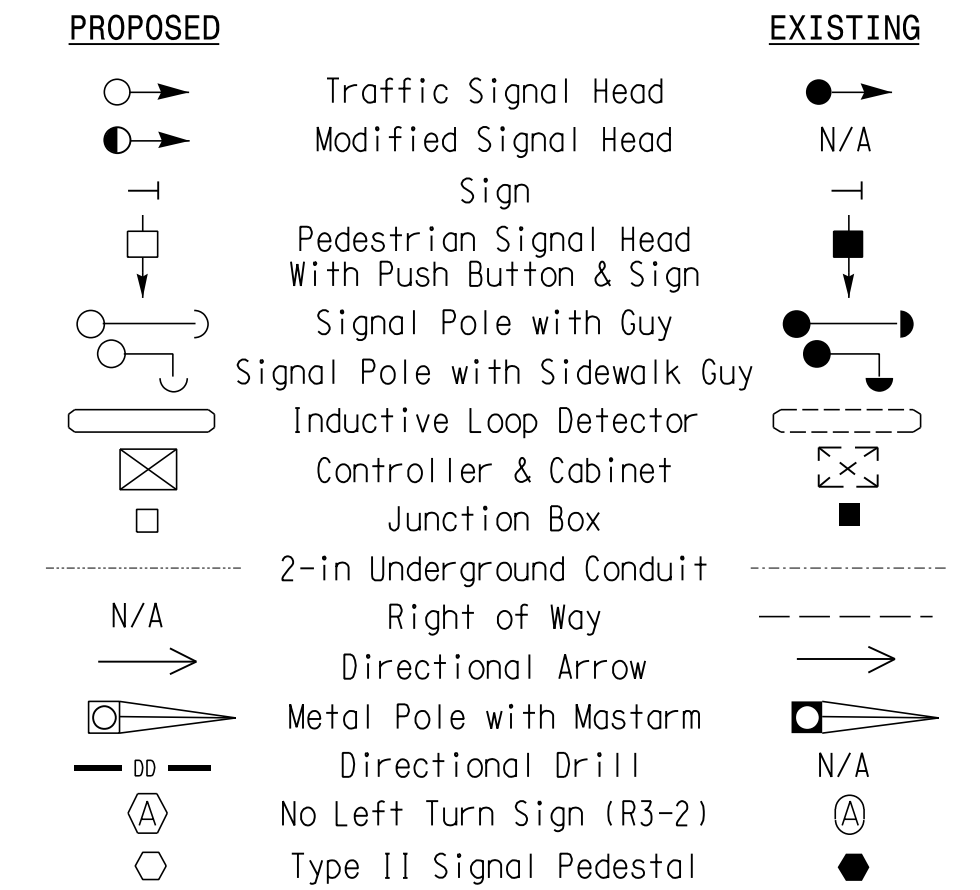 PROPOSED EXISTING
Traffic Signal Head
Modified Signal Head N/A
Sign
Pedestrian Signal Head
With Push Button & Sign
Signal Pole with Guy
Signal Pole with Sidewalk Guy
Inductive Loop Detector
Controller & Cabinet
Junction Box
2-in Underground Conduit
N/A Right of Way
Directional Arrow
Metal Pole with Mastarm
DD Directional Drill N/A
A No Left Turn Sign (R3-2) A
Type II Signal Pedestal